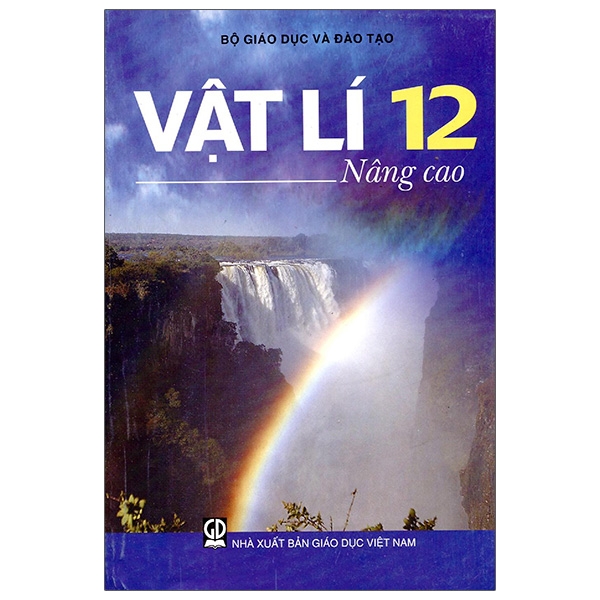 BỘ GIÁO DỤC VÀ ĐÀO TẠO
VẬT LÍ 12
Nâng cao
GD
NHÀ XUẤT BẢN GIÁO DỤC VIỆT NAM